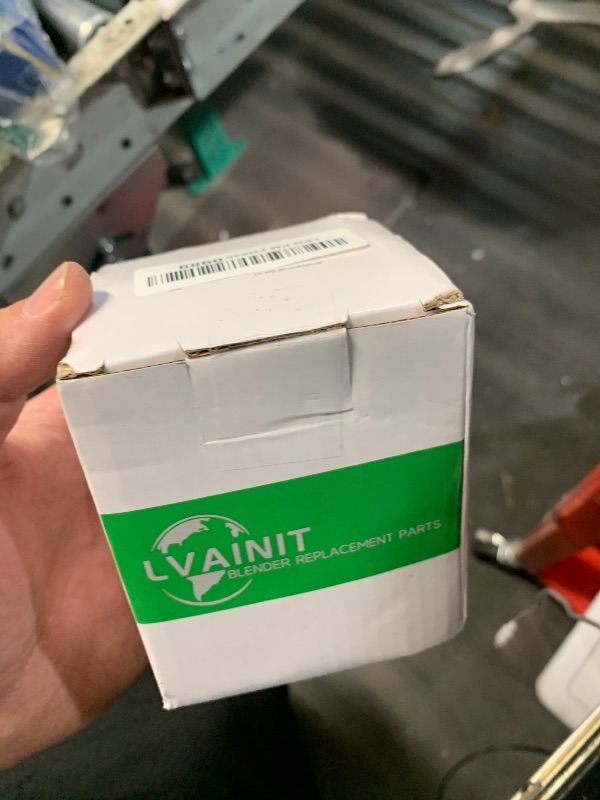 LVAINIT
BLENDER REPLACEMENT PARTS